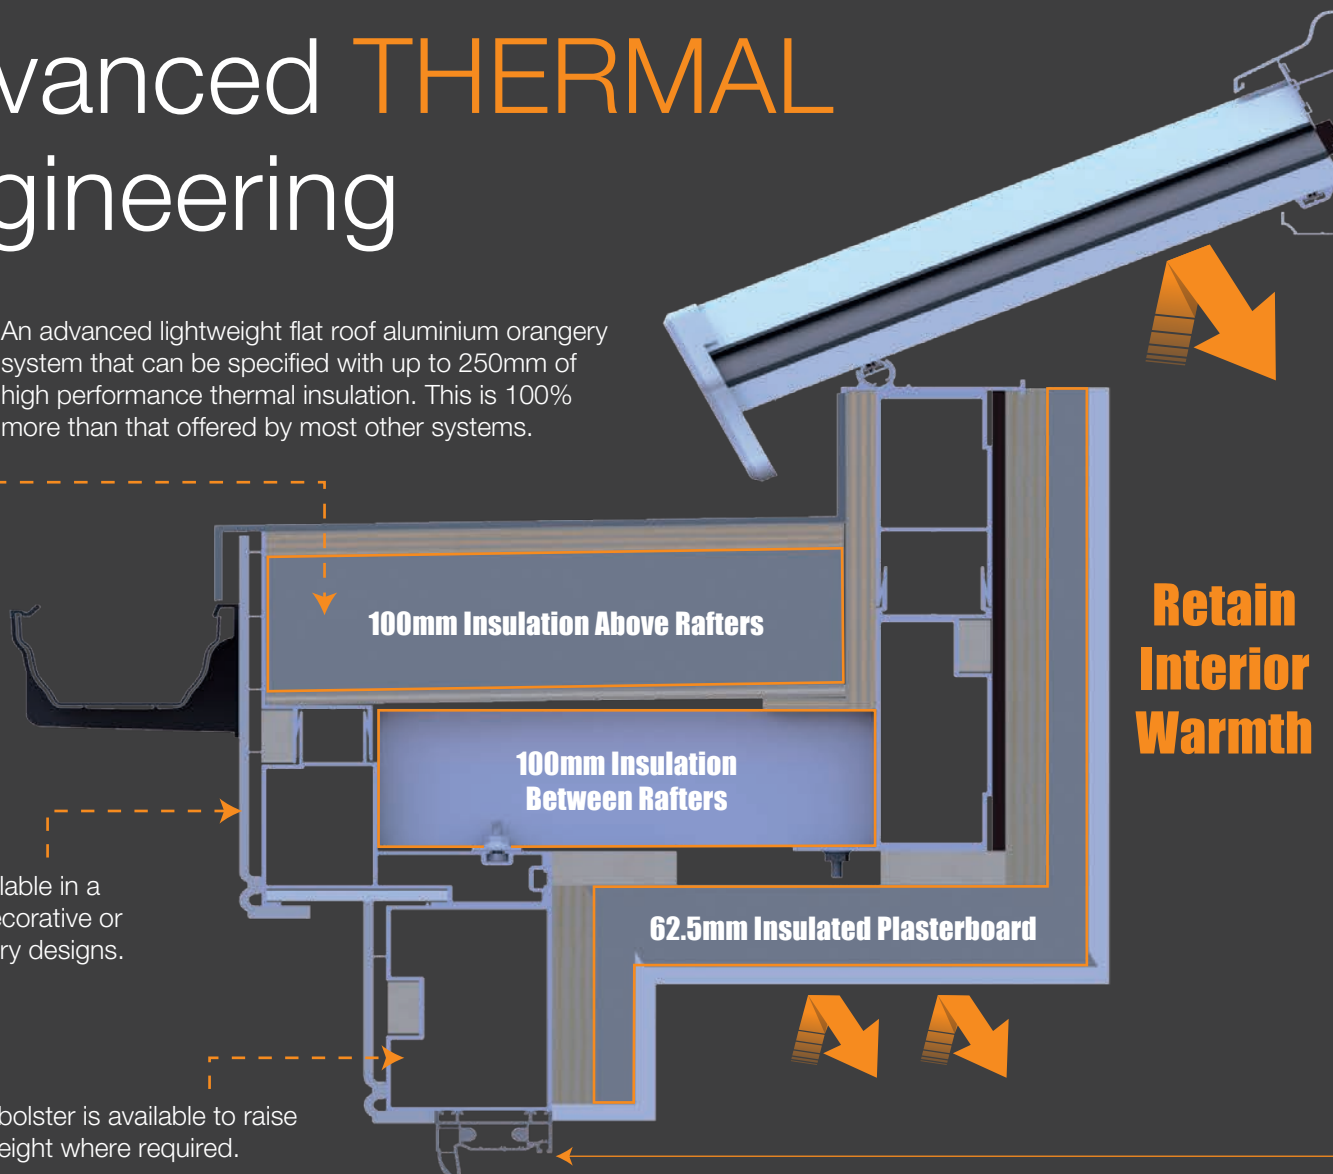 vanced THERMAL
gineering
An advanced lightweight flat roof aluminium orangery
system that can be specified with up to 250mm of
high performance thermal insulation. This is 100%
more than that offered by most other systems.
100mm Insulation Above Rafters
100mm Insulation
Between Rafters
62.5mm Insulated Plasterboard
Retain
Interior
Warmth
lable in a
ecorative or
ry designs.
bolster is available to raise
eight where required.